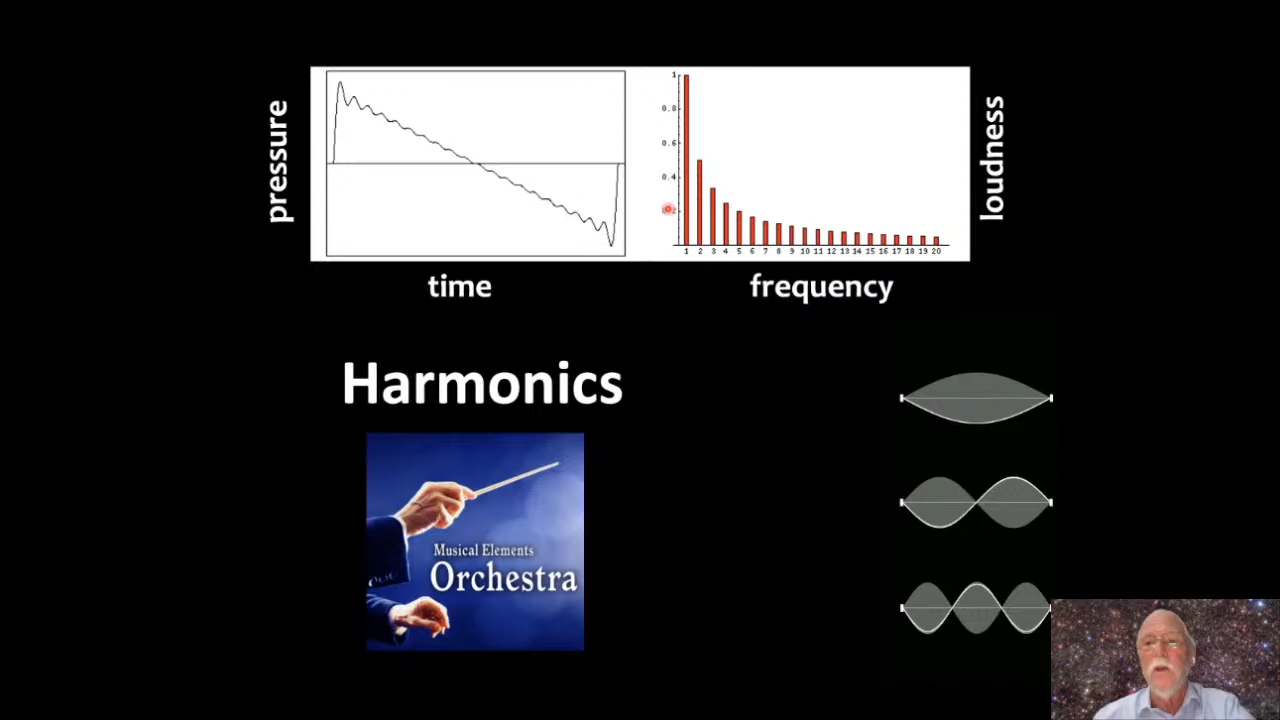 pressure
1
0.8
0.6
0.4
1 2 3 4 5 6 7 8 9 10 11 12 13 14 15 16 17 18 19 20
loudness
time
frequency
Harmonics
Musical Elements
Orchestra